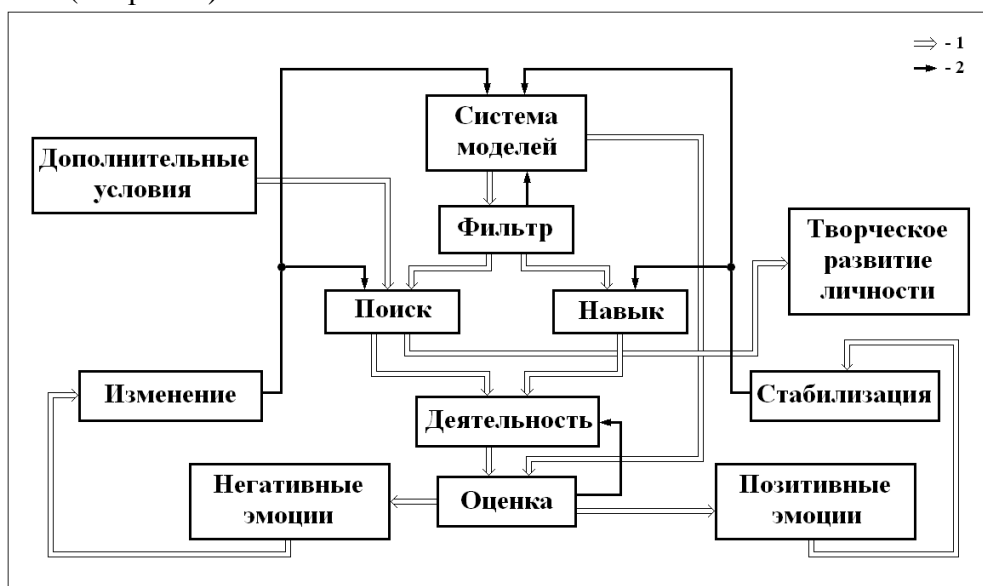 - 1
- 2
Система
моделей
Дополнительные
условия
Фильтр
Творческое
развитие
личности
Поиск
Навык
Изменение
Стабилизация
Деятельность
Негативные
эмоции
Оценка
Позитивные
эмоции